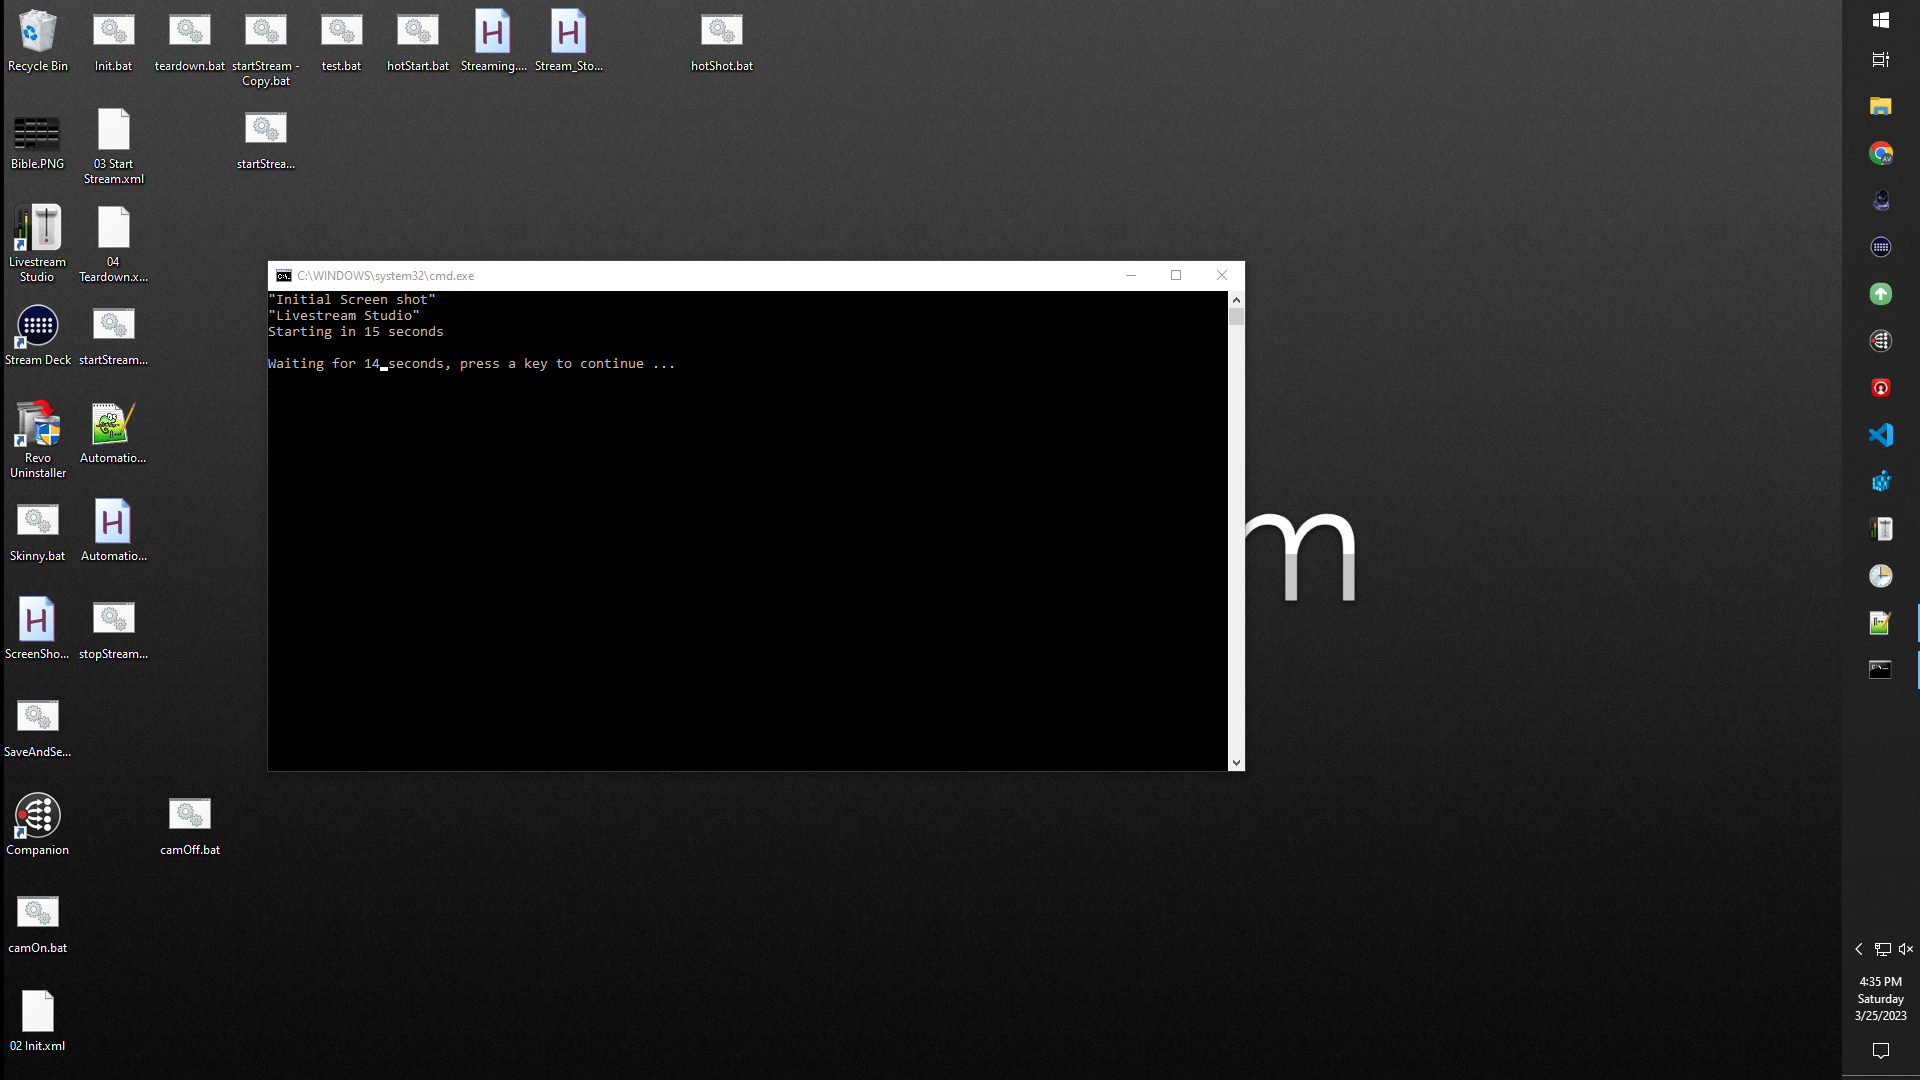 Recycle Bin
Init.bat
teardown.bat
startStream -
Copy.bat
test.bat
hotStart.bat
Streaming....
Stream_Sto...
hotShot.bat
Bible.PNG
03 Start
Stream.xml
startStrea...
Livestream
Studio
04
Teardown.x...
Stream Deck
startStream...
Revo
Uninstaller
Automatio...
Skinny.bat
Automatio...
ScreenSho...
stopStream...
SaveAndSe...
Companion
camOff.bat
camOn.bat
02 Init.xml
C:\WINDOWS\system32\cmd.exe
"Initial Screen shot"
"Livestream Studio"
Starting in 15 seconds
Waiting for 14 seconds, press a key to continue ...
m
4:35 PM
Saturday
3/25/2023